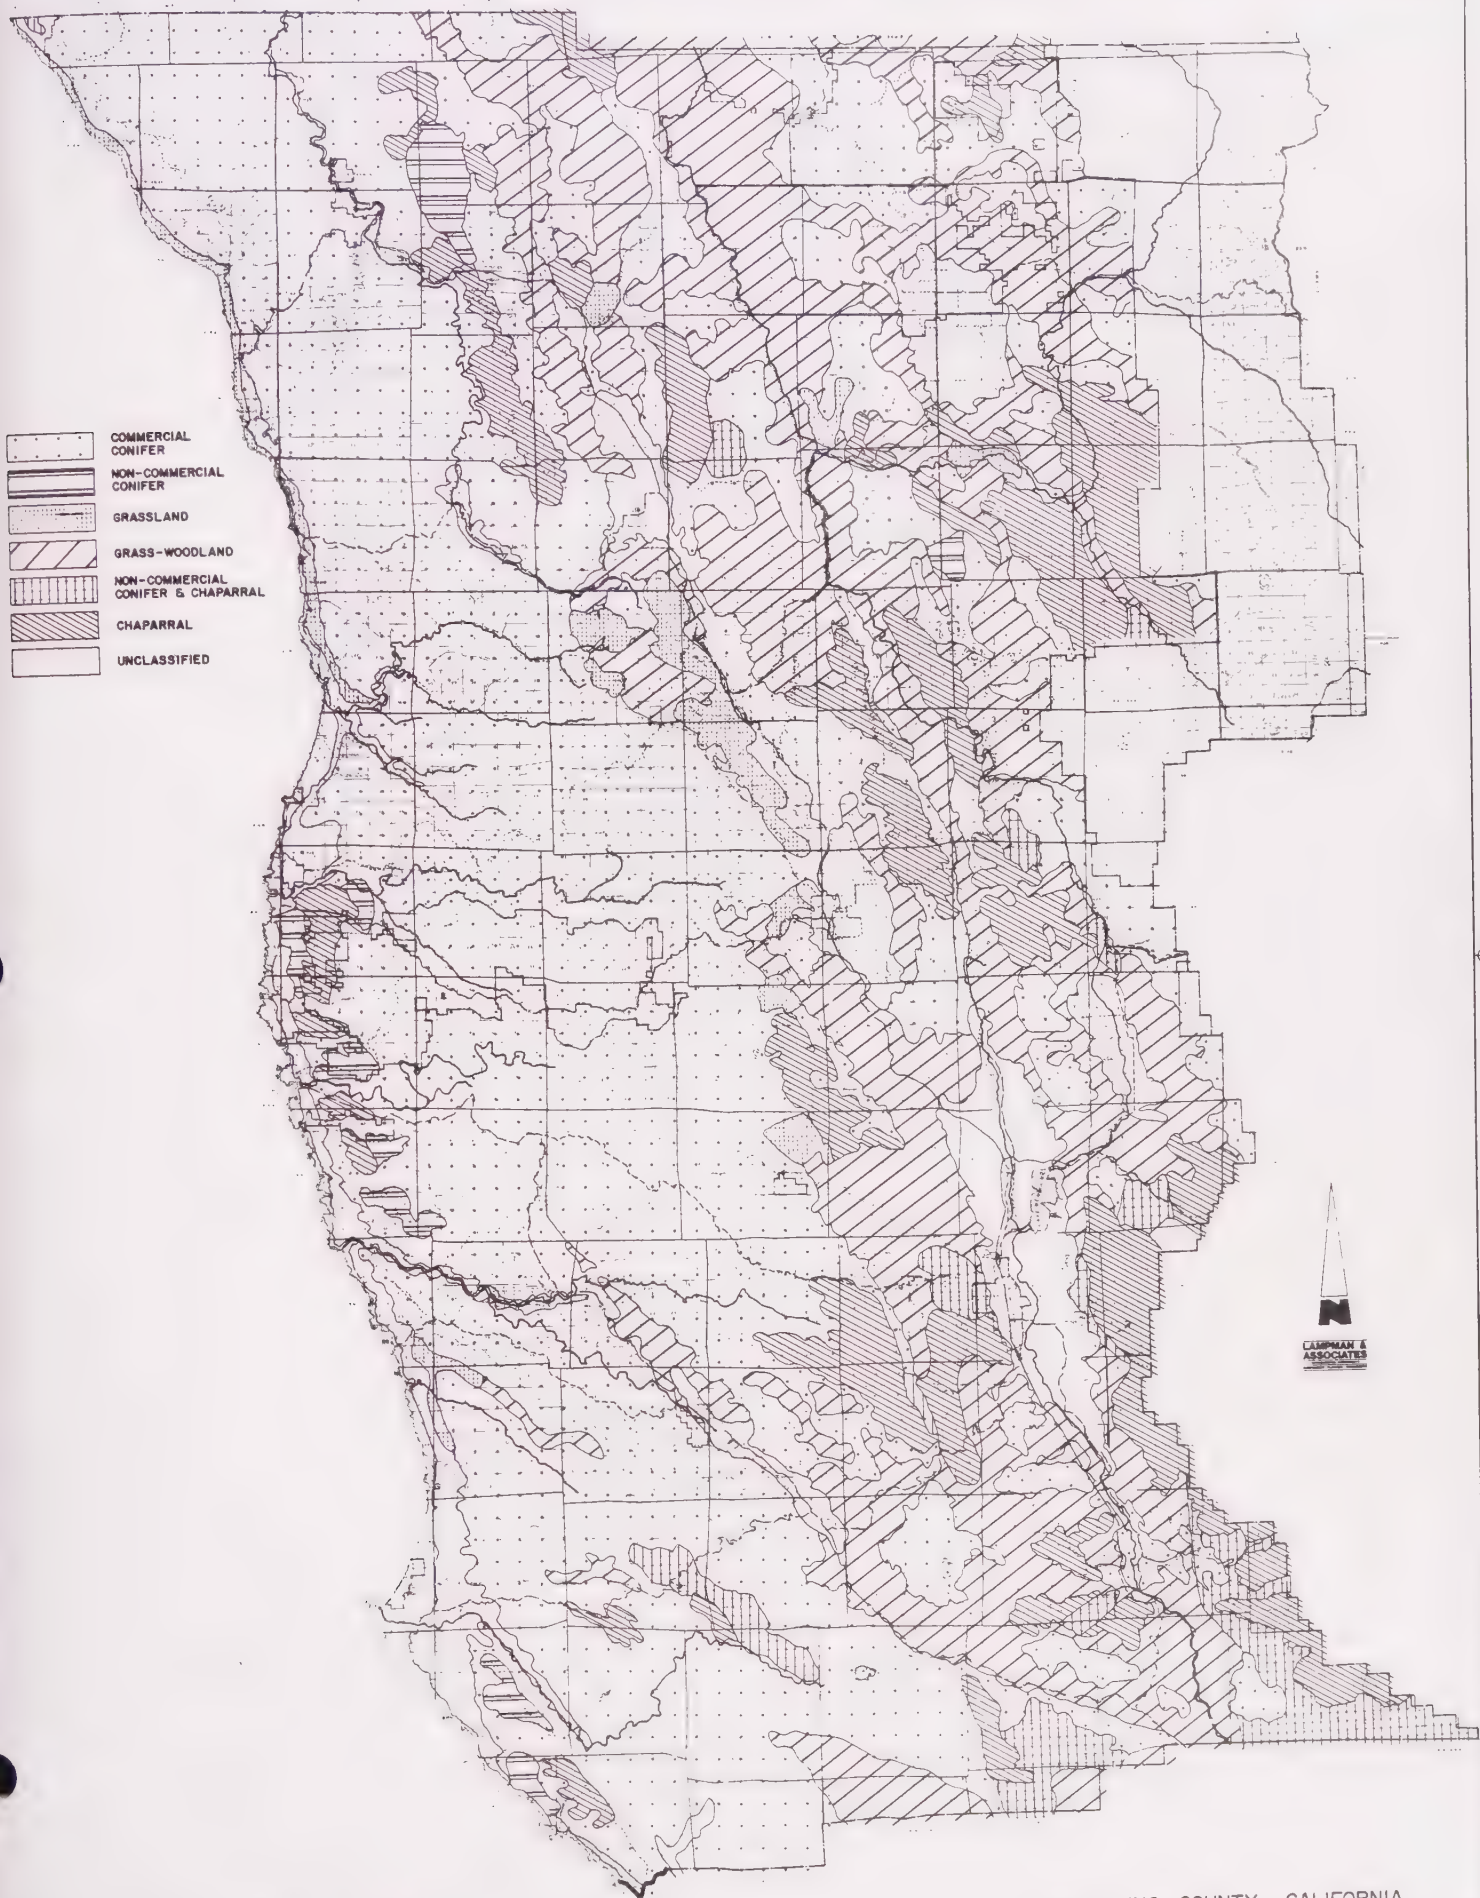 COMMERCIAL
CONIFER
NON-COMMERCIAL
CONIFER
GRASSLAND
GRASS-WOODLAND
NON-COMMERCIAL
CONIFER & CHAPARRAL
CHAPARRAL
UNCLASSIFIED
N
LAMPMAN &
ASSOCIATES
COUNTY, CALIFORNIA